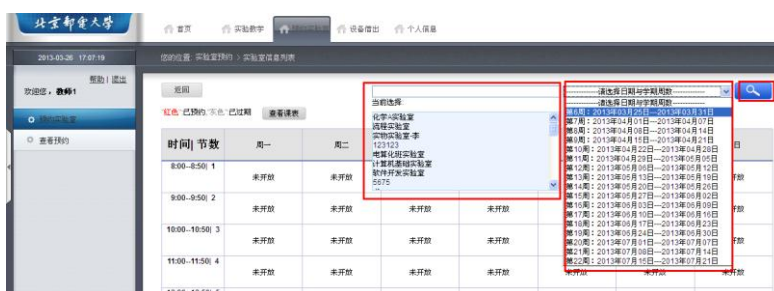 北京邮电大学
首页 实验教学 设备借出 个人信息
2013-03-26 17:07:19
您的位置: 实验室预约 > 实验室信息列表
帮助 | 退出
欢迎您，教师1
查看预约
返回
"红色"已预约,"灰色"已过期 查看课表
当前选择:
化学^实验室
流程实验室
实物实验室-李
123123
电算化班实验室
计算机基础实验室
软件开发实验室
5675
-----------请选择日期与学期周数-----------
-----------请选择日期与学期周数-----------
第6周：2013年03月25日---2013年03月31日
第7周：2013年04月01日---2013年04月07日
第8周：2013年04月08日---2013年04月14日
第9周：2013年04月15日---2013年04月21日
第10周：2013年04月22日---2013年04月28日
第11周：2013年04月29日---2013年05月05日
第12周：2013年05月06日---2013年05月12日
第13周：2013年05月13日---2013年05月19日
第14周：2013年05月20日---2013年05月26日
第15周：2013年05月27日---2013年06月02日
第16周：2013年06月03日---2013年06月09日
第17周：2013年06月10日---2013年06月16日
第18周：2013年06月17日---2013年06月23日
第19周：2013年06月24日---2013年06月30日
第20周：2013年07月01日---2013年07月07日
第21周：2013年07月08日---2013年07月14日
第22周：2013年07月15日---2013年07月21日
时间| 节数 周一 周二 日
8:00--8:50| 1
未开放 未开放
9:00--9:50| 2
未开放 未开放 未开放 未开放 开放
10:00--10:50| 3
未开放 未开放 未开放 未开放 开放
11:00--11:50| 4
未开放 未开放 未开放 未开放 未开放 未开放 开放